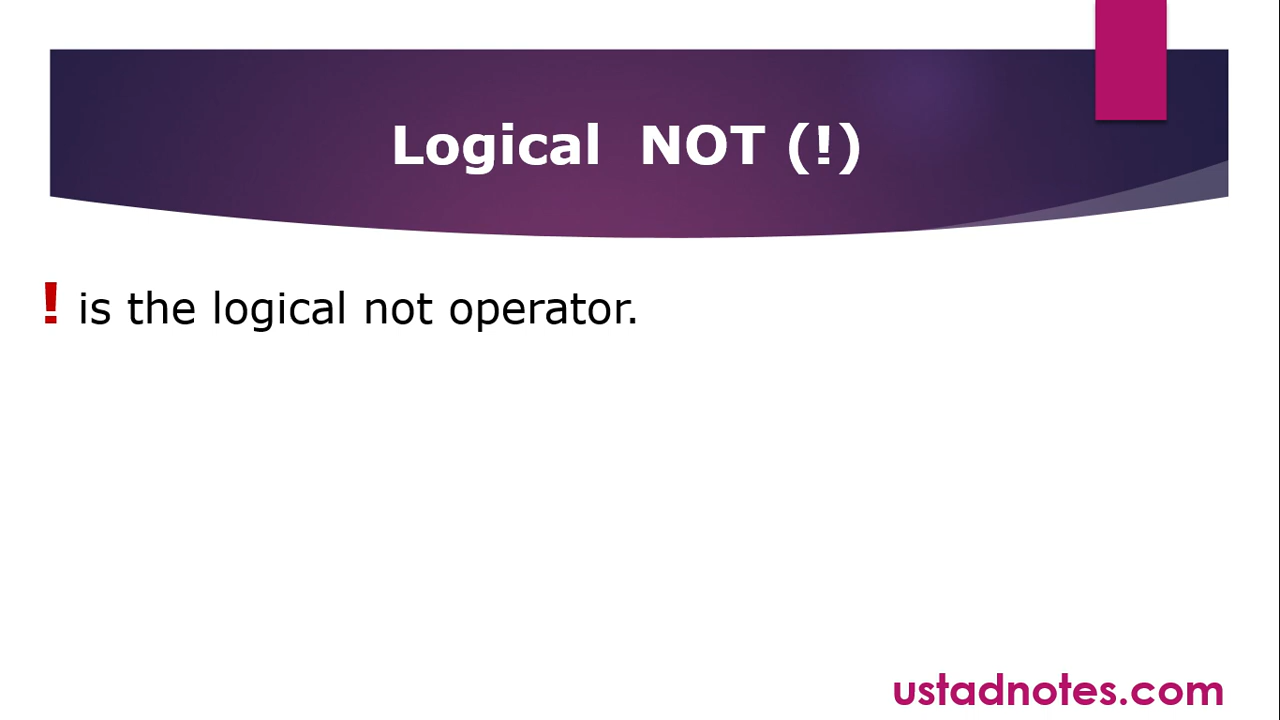 Logical  NOT (!)
! is the logical not operator.
ustadnotes.com